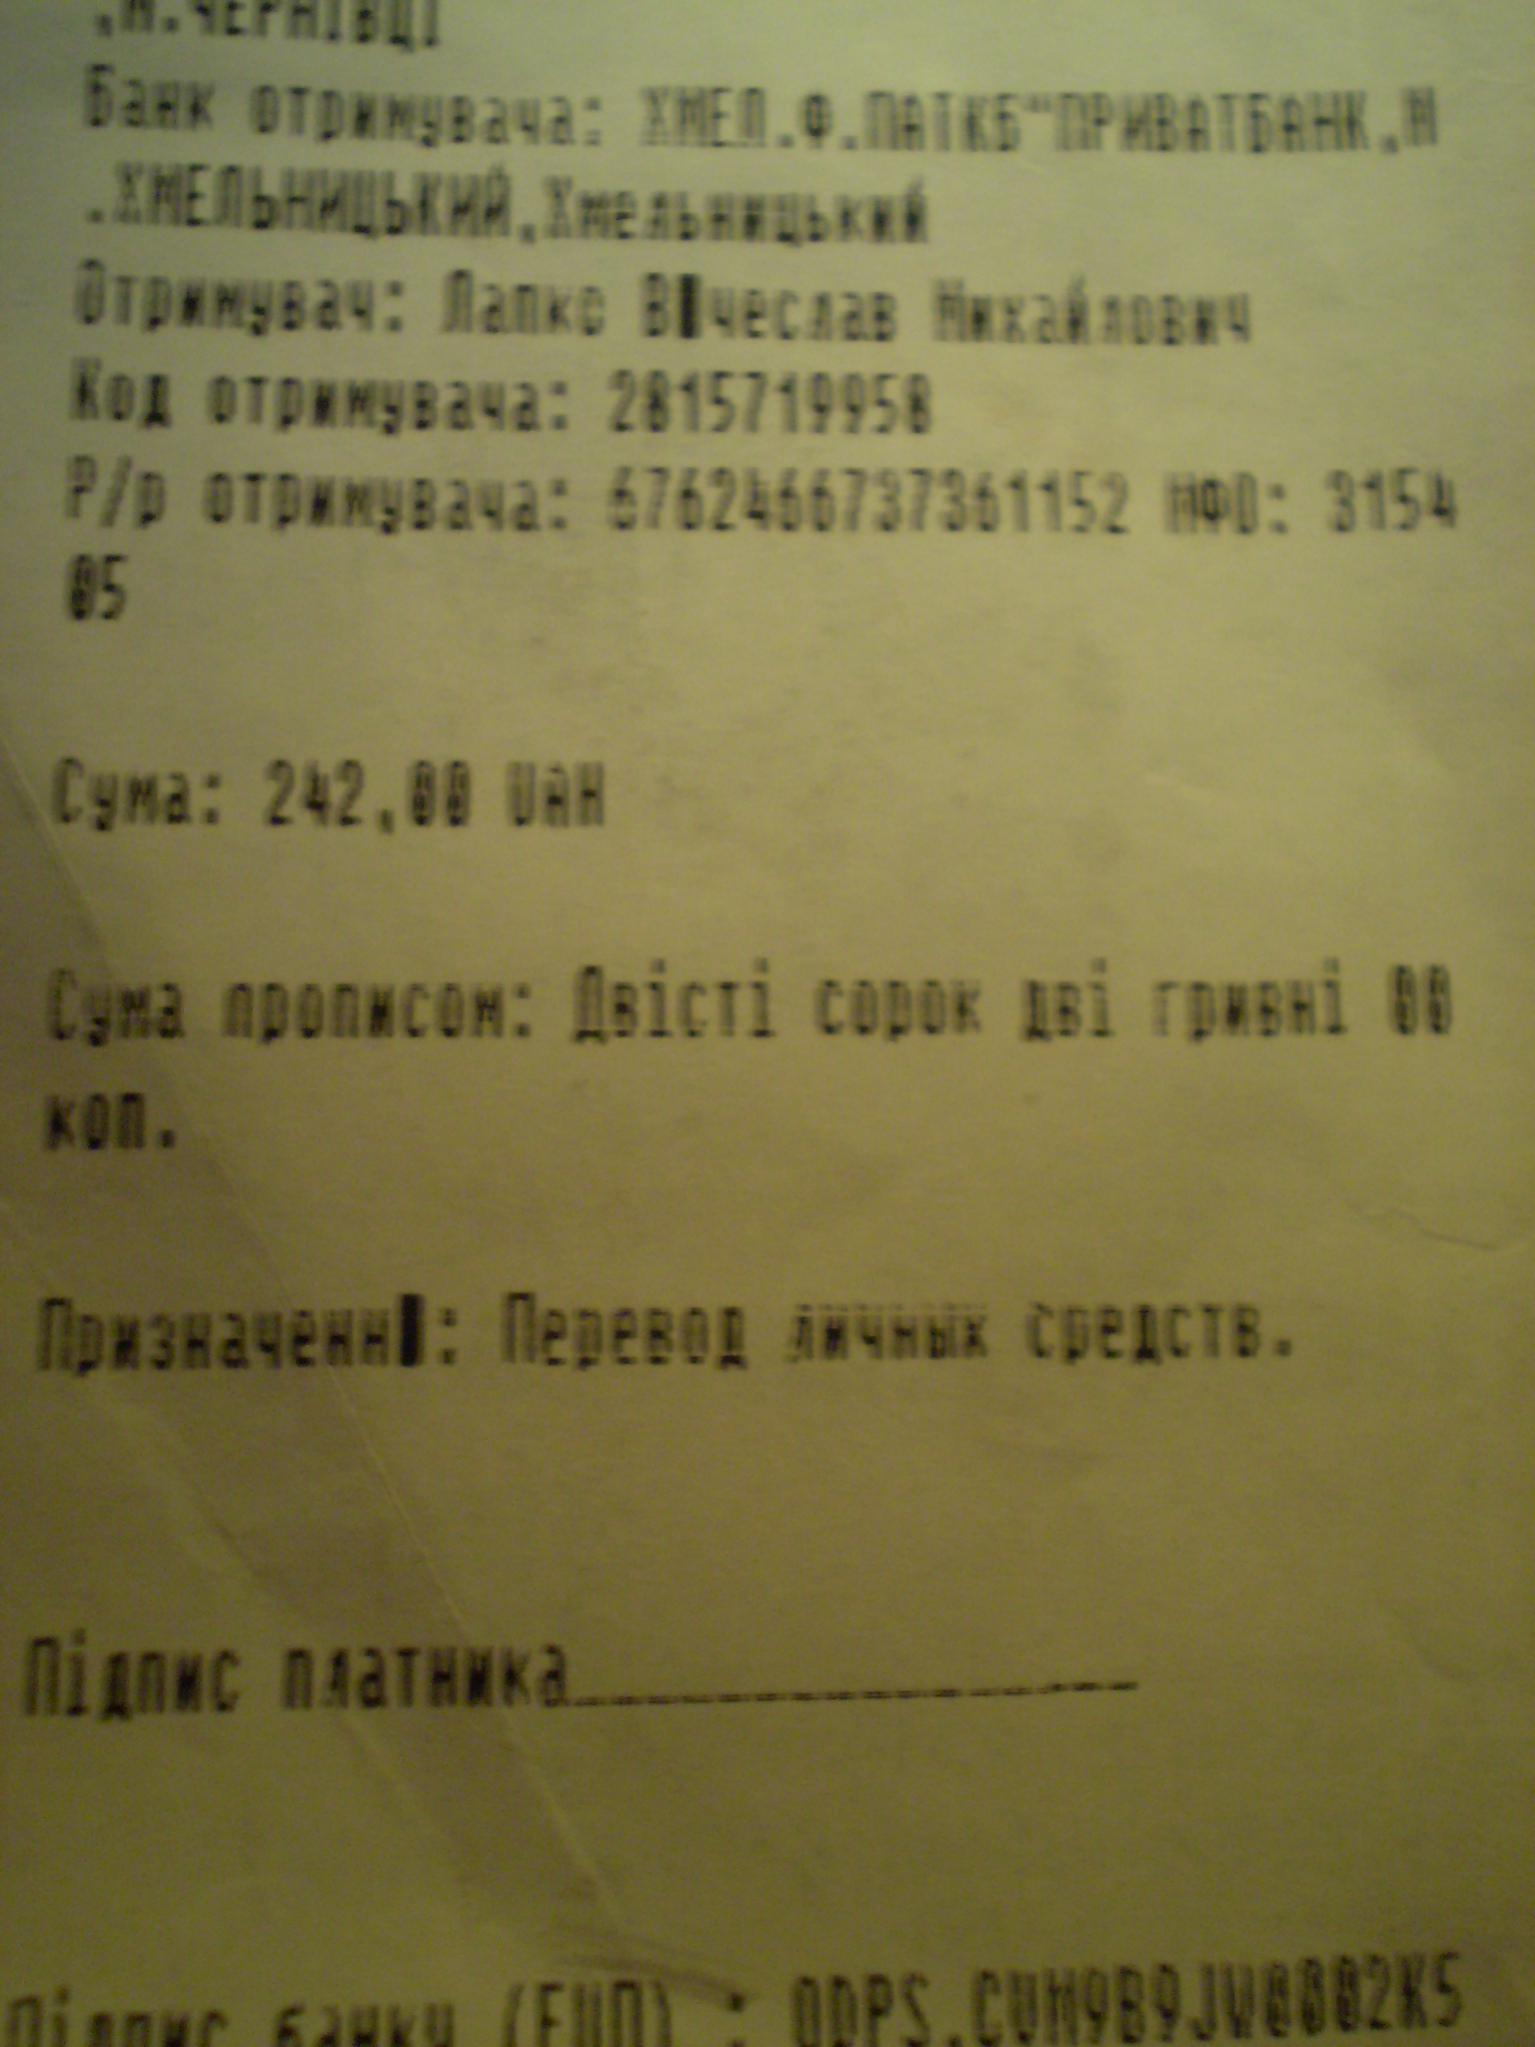 ,М.ЧЕРНІВЦІ
Банк отримувача: ХМЕЛ.Ф.ПАТКБ"ПРИВАТБАНК,М
.ХМЕЛЬНИЦЬКИЙ,Хмельницький
Отримувач: Лапко В█чеслав Михайлович
Код отримувача: 2815719958
Р/р отримувача: 6762466737361152 МФО: 3154
05
Сума: 242,00 UAH
Сума прописом: Двісті сорок дві гривні 00
коп.
Призначенн█: Перевод личных средств.
Підпис платника
Підпис банку (ЕЦП) : ODPS.CVM9B9JW0002K5